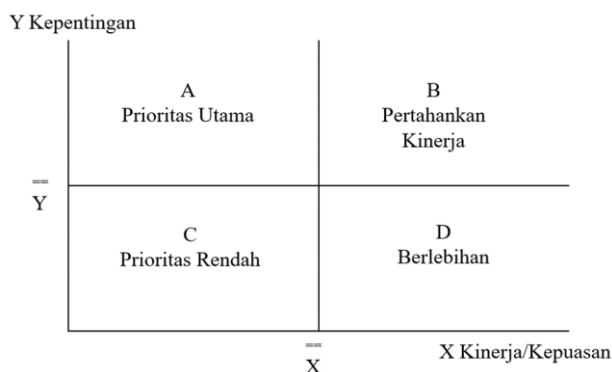 Y Kepentingan
A
Prioritas Utama
B
Pertahankan
Kinerja
Y
C
Prioritas Rendah
D
Berlebihan
X
X Kinerja/Kepuasan